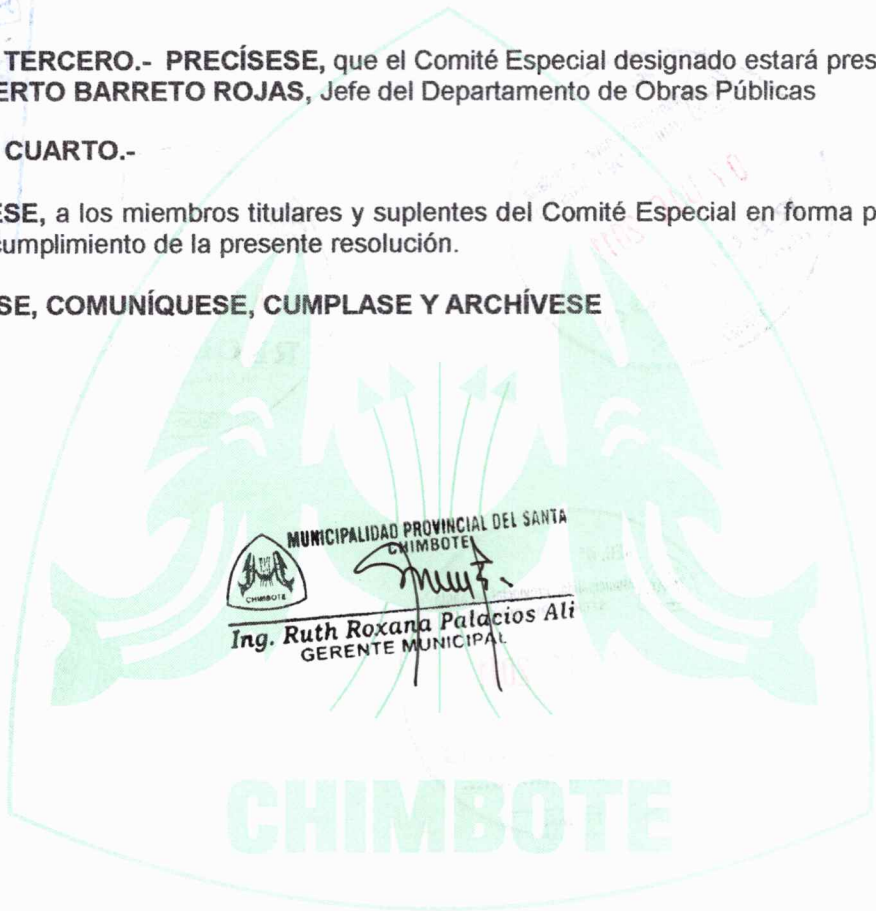 TERCERO.- PRECÍSESE, que el Comité Especial designado estará pres
ERTO BARRETO ROJAS, Jefe del Departamento de Obras Públicas
CUARTO.-
ESE, a los miembros titulares y suplentes del Comité Especial en forma p
cumplimiento de la presente resolución.
SE, COMUNÍQUESE, CUMPLASE Y ARCHÍVESE
MUNICIPALIDAD PROVINCIAL DEL SANTA
CHIMBOTE
CHIMBOTE
Ing. Ruth Roxana Palacios Ali
GERENTE MUNICIPAL
CHIMBOTE